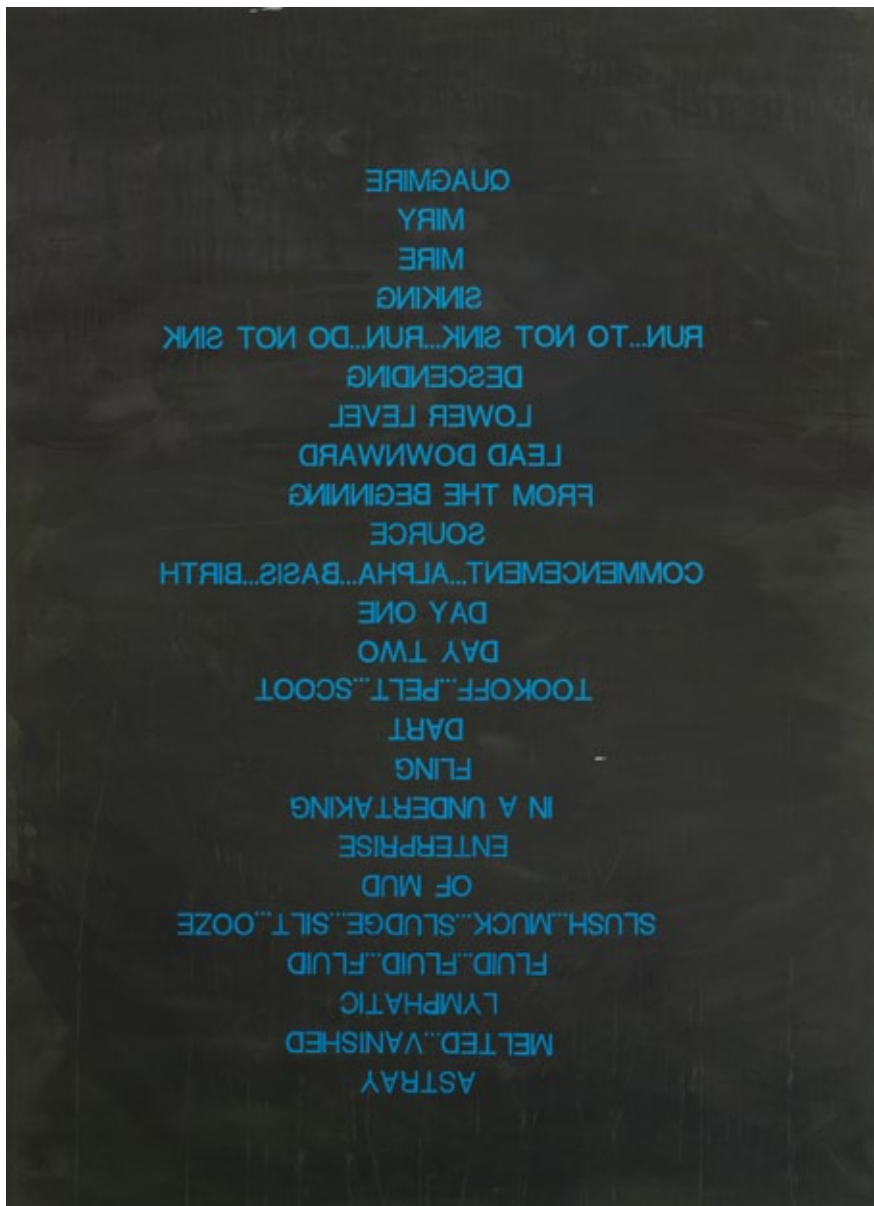 QUAGMIRE
MIRY
MIRE
SINKING
RUN...TO NOT SINK...RUN...DO NOT SINK
DESCENDING
LOWER LEVEL
LEAD DOWNWARD
FROM THE BEGINNING
SOURCE
COMMENCEMENT...ALPHA...BASIS...BIRTH
DAY ONE
DAY TWO
TOOKOFF...PELT...SCOOT
DART
FLING
IN A UNDERTAKING
ENTERPRISE
OF MUD
SLUSH...MUCK...SLUDGE...SILT...OOZE
FLUID...FLUID...FLUID
LYMPHATIC
MELTED...VANISHED
ASTRAY